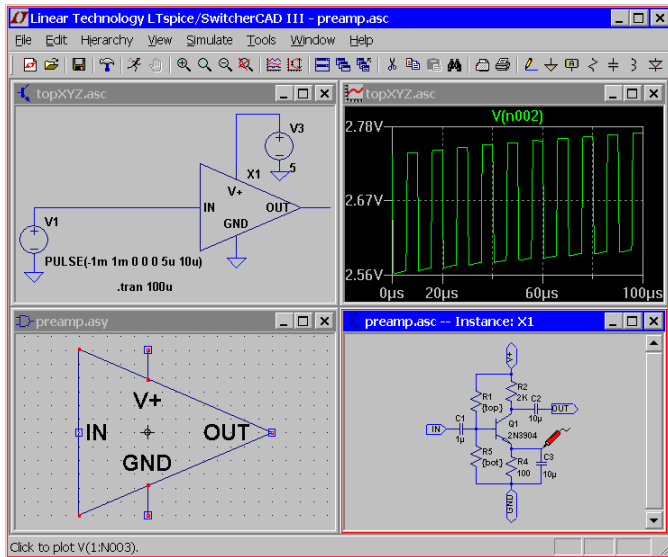 Linear Technology LTspice/SwitcherCAD III - preamp.asc
File Edit Hierarchy View Simulate Tools Window Help
topXYZ.asc
V3
5
X1
V+
IN
OUT
GND
V1
PULSE(-1m 1m 0 0 0 5u 10u)
.tran 100u
topXYZ.asc
V(n002)
2.78V
2.67V
2.56V
0µs 20µs 60µs 100µs
preamp.asy
V+
IN
OUT
GND
preamp.asc -- Instance: X1
V+
R1
{top}
R2
2K
C2
10µ
OUT
IN
C1
1µ
Q1
2N3904
R5
{bot}
R4
100
C3
10µ
GND
Click to plot V(1:N003).